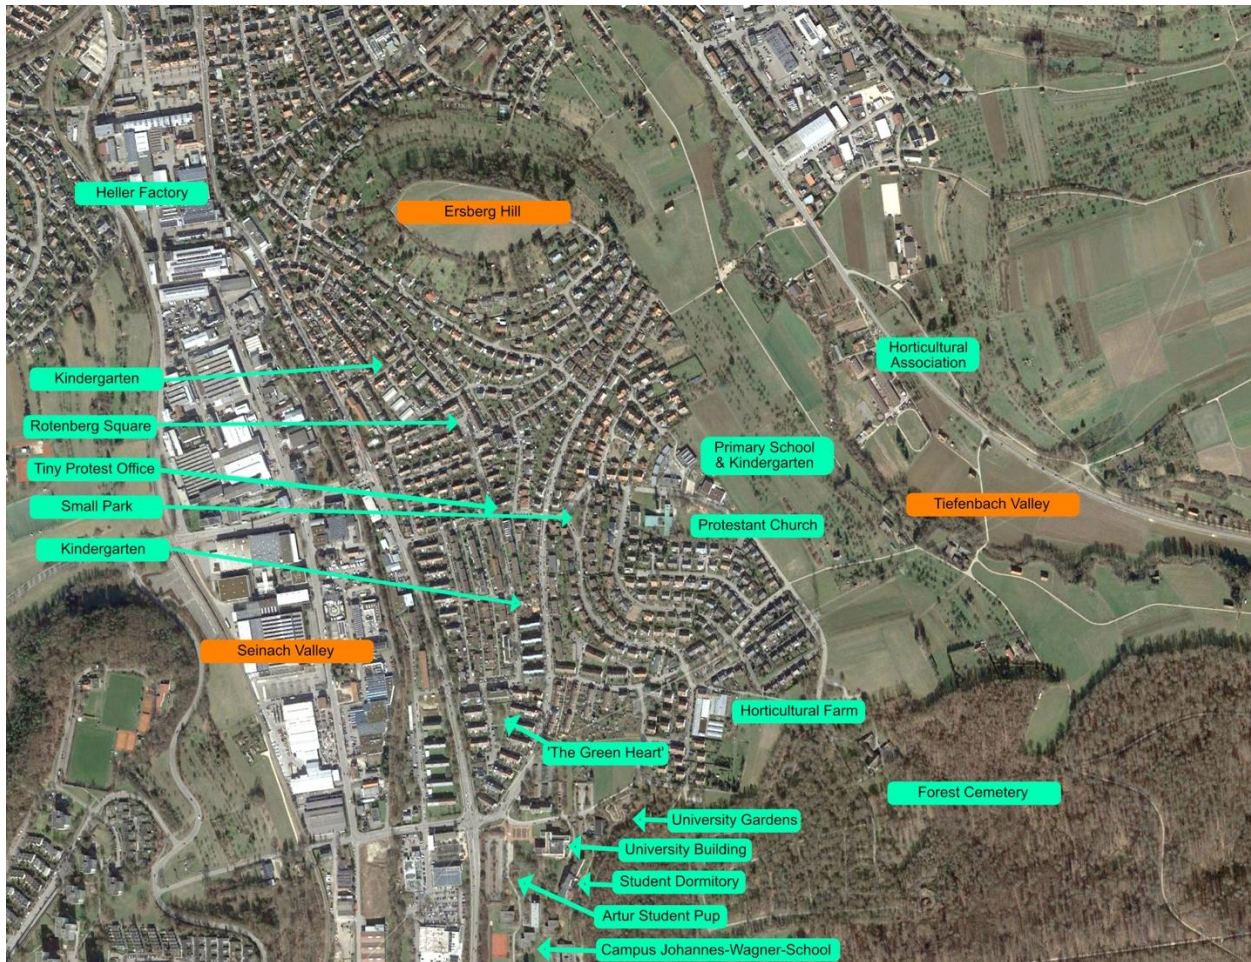 Heller Factory
Ersberg Hill
Horticultural
Association
Kindergarten
Rotenberg Square
Primary School
& Kindergarten
Tiny Protest Office
Small Park
Tiefenbach Valley
Protestant Church
Kindergarten
Seinach Valley
Horticultural Farm
'The Green Heart'
Forest Cemetery
University Gardens
University Building
Student Dormitory
Artur Student Pup
Campus Johannes-Wagner-School